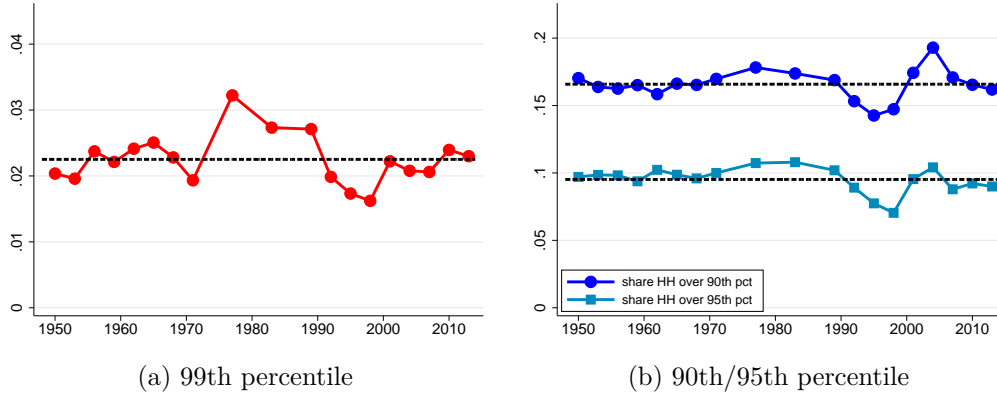 .04
.03
.02
.01
0
1950 1960 1970 1980 1990 2000 2010
(a) 99th percentile
.2
.15
.1
.05
0
share HH over 90th pct
share HH over 95th pct
1950 1960 1970 1980 1990 2000 2010
(b) 90th/95th percentile